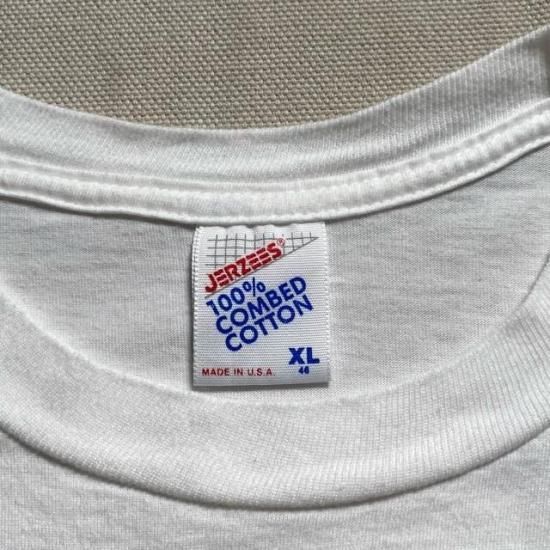 JERZEES®
100%
COMBED
COTTON
XL
46
MADE IN U.S.A.